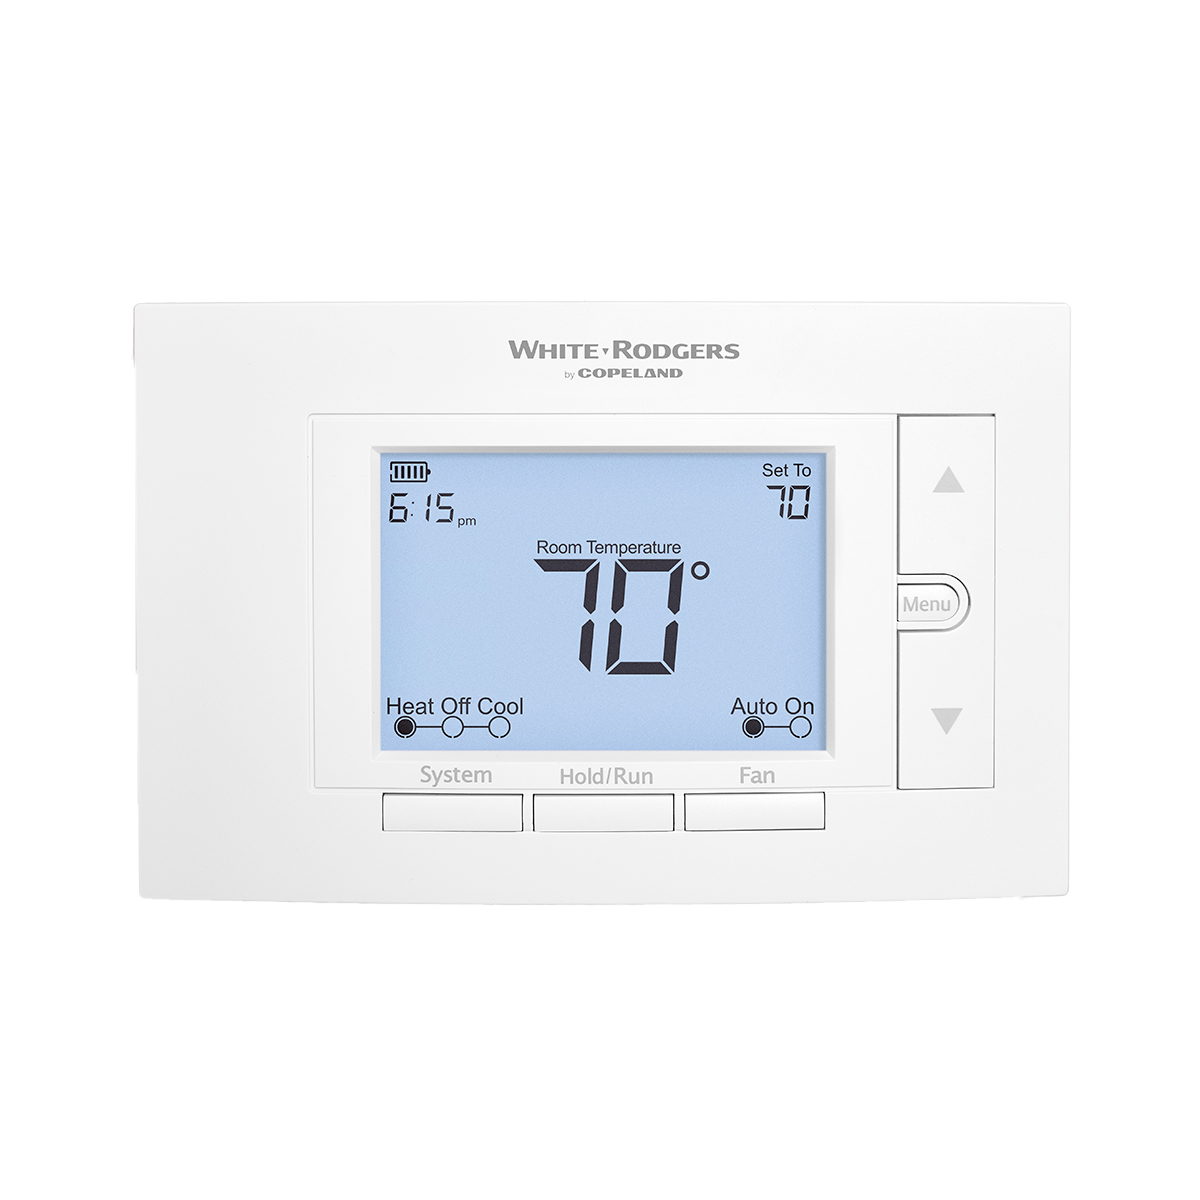 WHITE▾RODGERS
by COPELAND
6:15 pm
Set To
70
Room Temperature
70°
Heat Off Cool
Auto On
Menu
System Hold/Run Fan